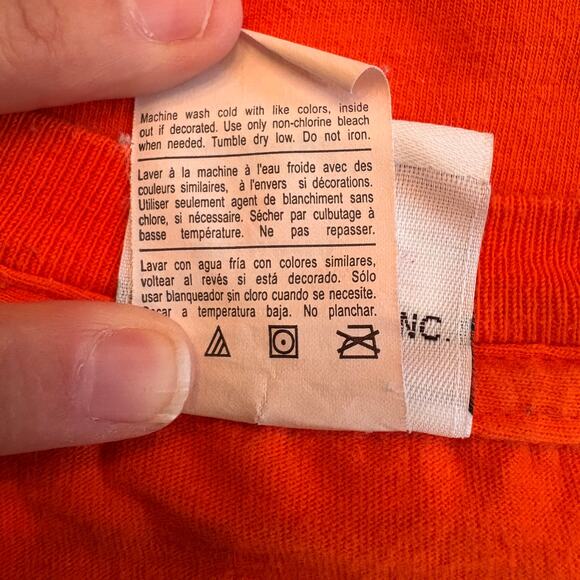 Machine wash cold with like colors, inside
out if decorated. Use only non-chlorine bleach
when needed. Tumble dry low. Do not iron.
Laver à la machine à l'eau froide avec des
couleurs similaires, à l'envers si décorations.
Utiliser seulement agent de blanchiment sans
chlore, si nécessaire. Sécher par culbutage à
basse température. Ne pas repasser.
Lavar con agua fría con colores similares,
voltear al revés si está decorado. Sólo
usar blanqueador sin cloro cuando se necesite.
a temperatura baja. No planchar.
NC.